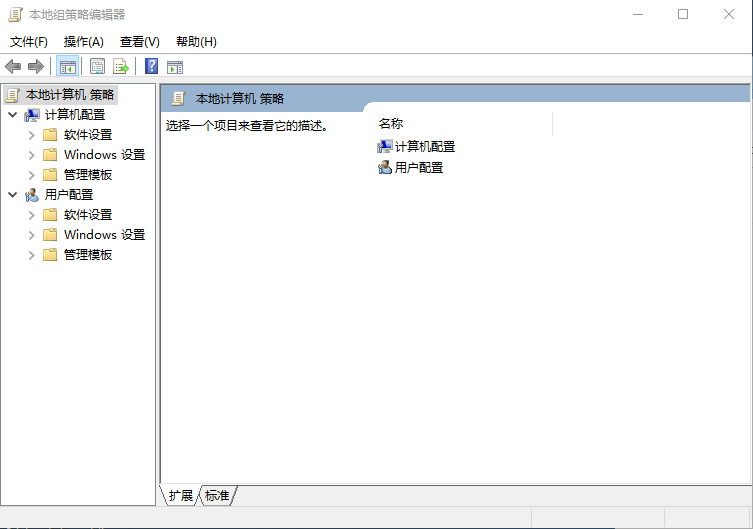 本地组策略编辑器
文件(F) 操作(A) 查看(V) 帮助(H)
本地计算机 策略
计算机配置
软件设置
Windows 设置
管理模板
用户配置
软件设置
Windows 设置
管理模板
本地计算机 策略
选择一个项目来查看它的描述。
名称
计算机配置
用户配置
扩展 标准